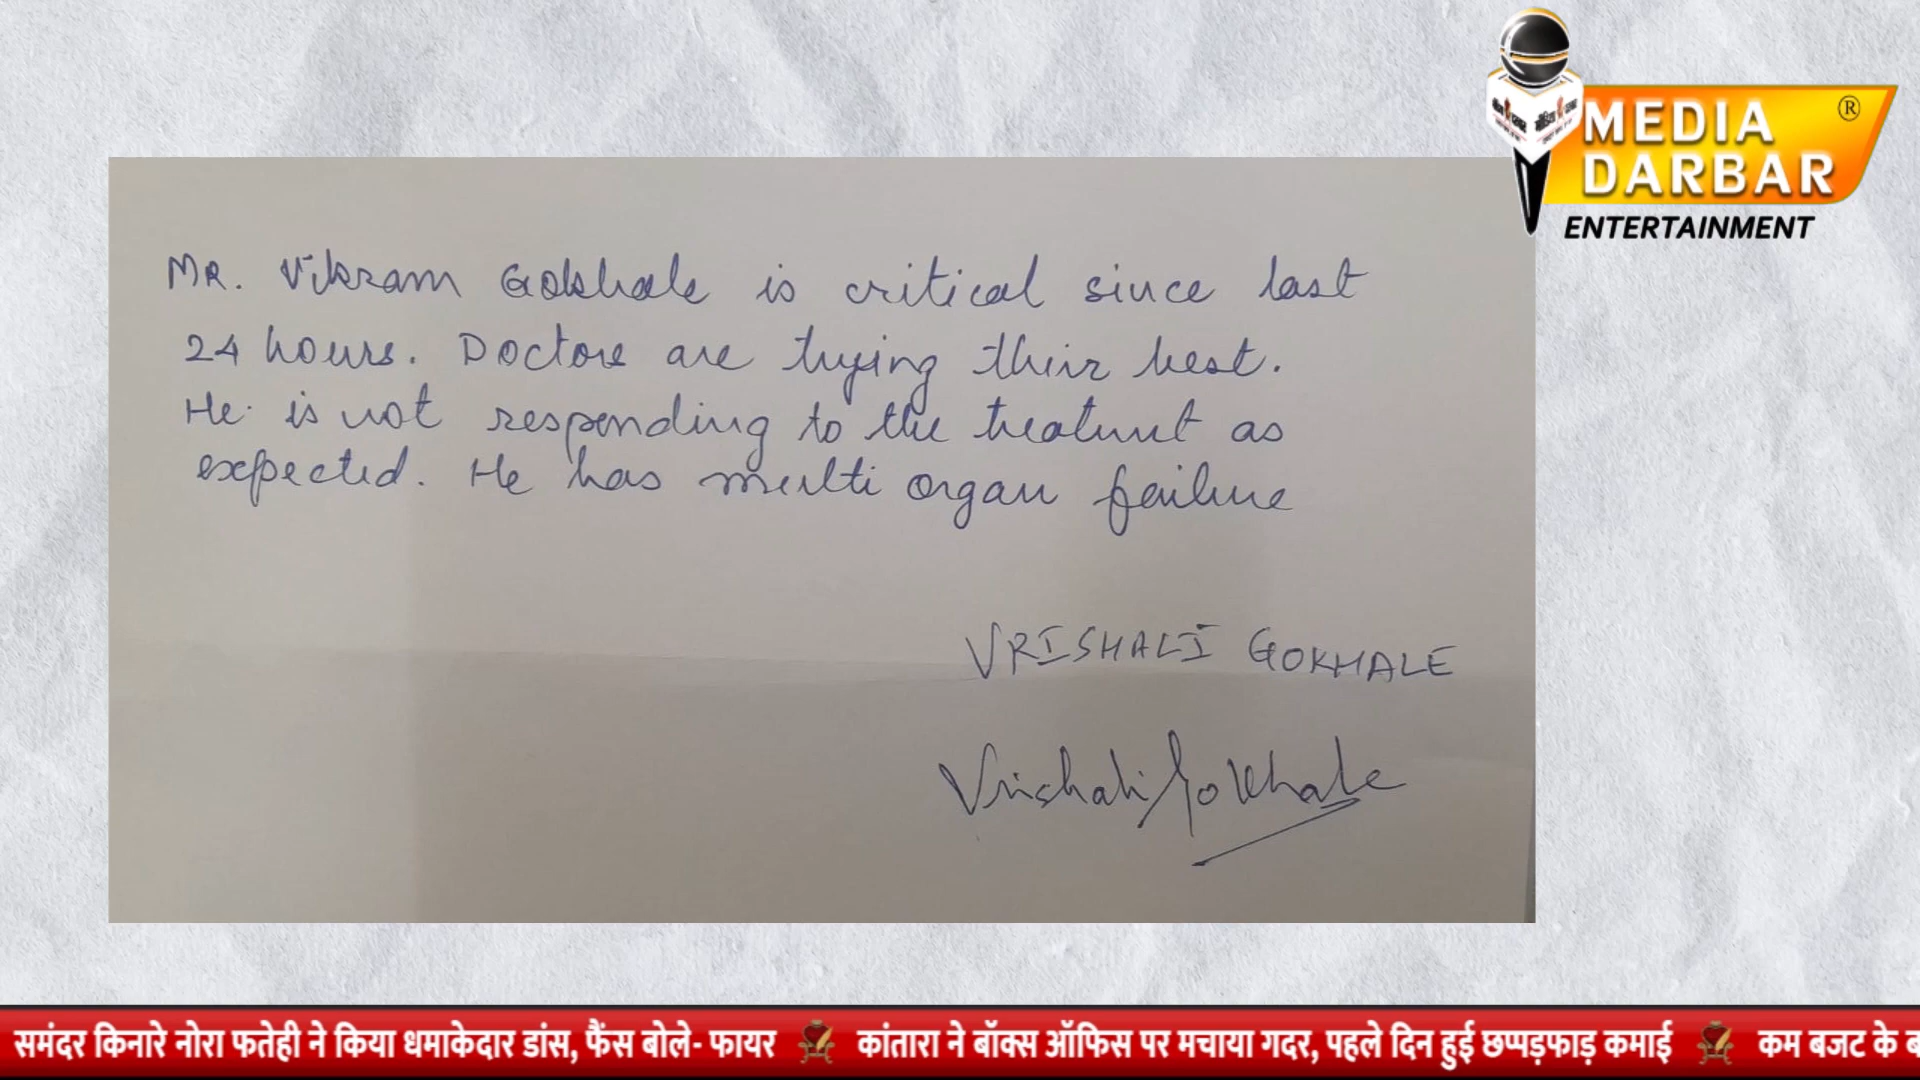 MEDIA ®
DARBAR
ENTERTAINMENT
MR. Vikram Gokhale is critical since last
24 hours. Doctors are trying their best.
He is not responding to the treatment as
expected. He has multi organ failure
VRISHALI GOKHALE
Vrishali Gokhale
समंदर किनारे नोरा फतेही ने किया धमाकेदार डांस, फैंस बोले- फायर कांतारा ने बॉक्स ऑफिस पर मचाया गदर, पहले दिन हुई छप्पड़फाड़ कमाई कम बजट के